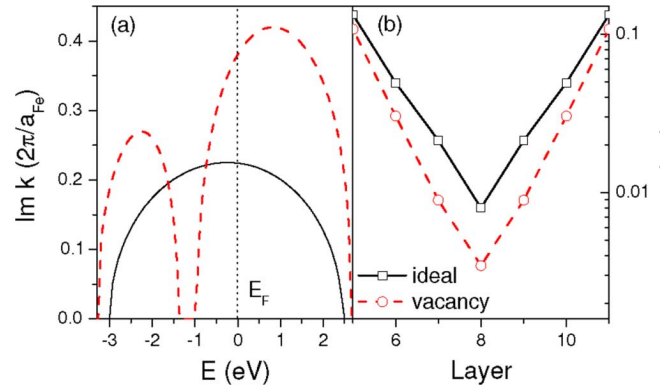 (a)
(b)
0.4
0.3
0.2
0.1
0.0
Im k (2π/a_Fe)
E_F
-3 -2 -1 0 1 2
E (eV)
0.1
0.01
ideal
vacancy
6 8 10
Layer